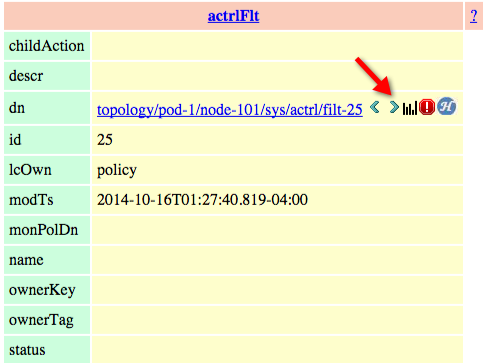 actrlFlt ?
childAction
descr
dn topology/pod-1/node-101/sys/actrl/filt-25 < > ! H
id 25
lcOwn policy
modTs 2014-10-16T01:27:40.819-04:00
monPolDn
name
ownerKey
ownerTag
status